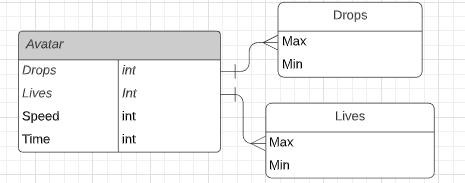 Avatar
Drops int
Lives Int
Speed int
Time int
Drops
Max
Min
Lives
Max
Min